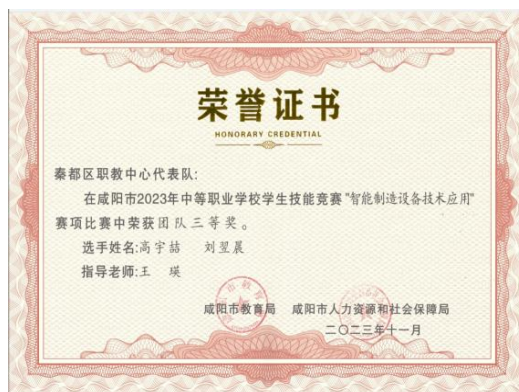 荣誉证书
HONORARY CREDENTIAL
秦都区职教中心代表队:
在咸阳市2023年中等职业学校学生技能竞赛"智能制造设备技术应用"
赛项比赛中荣获团队三等奖。
选手姓名:高宇喆 刘翌晨
指导老师:王 瑛
咸阳市教育局 咸阳市人力资源和社会保障局
二〇二三年十一月